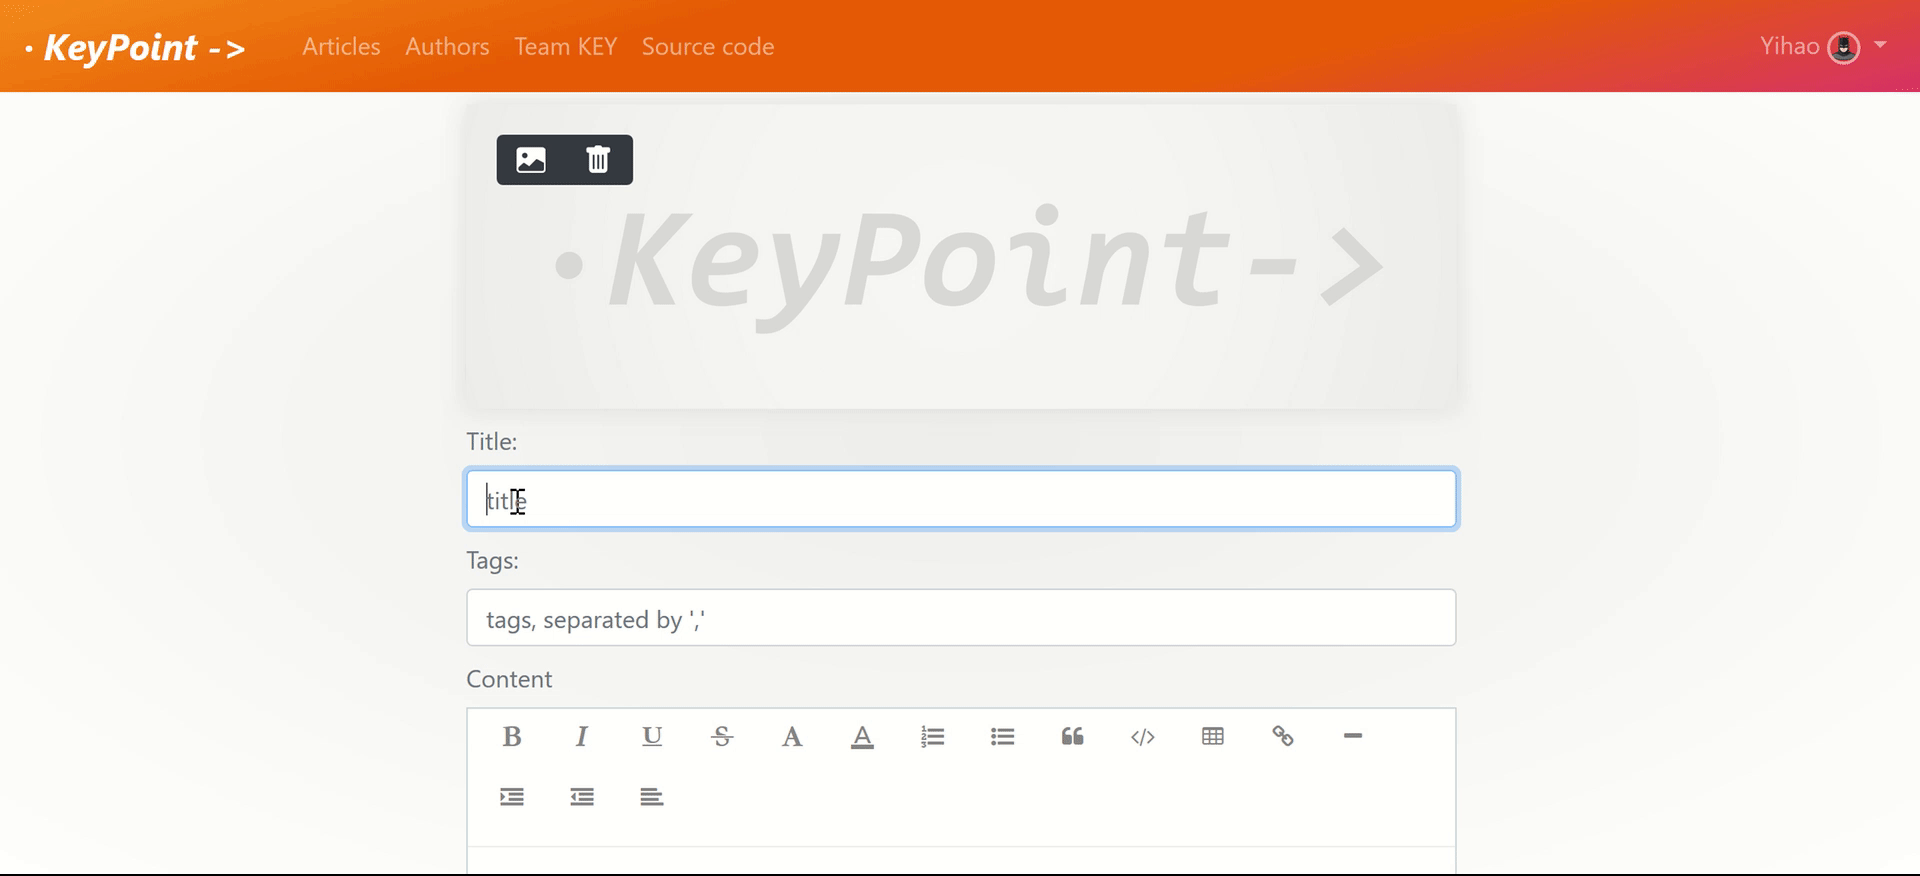 · KeyPoint ->
Articles Authors Team KEY Source code
Yihao
·KeyPoint->
Title:
title
Tags:
tags, separated by ','
Content